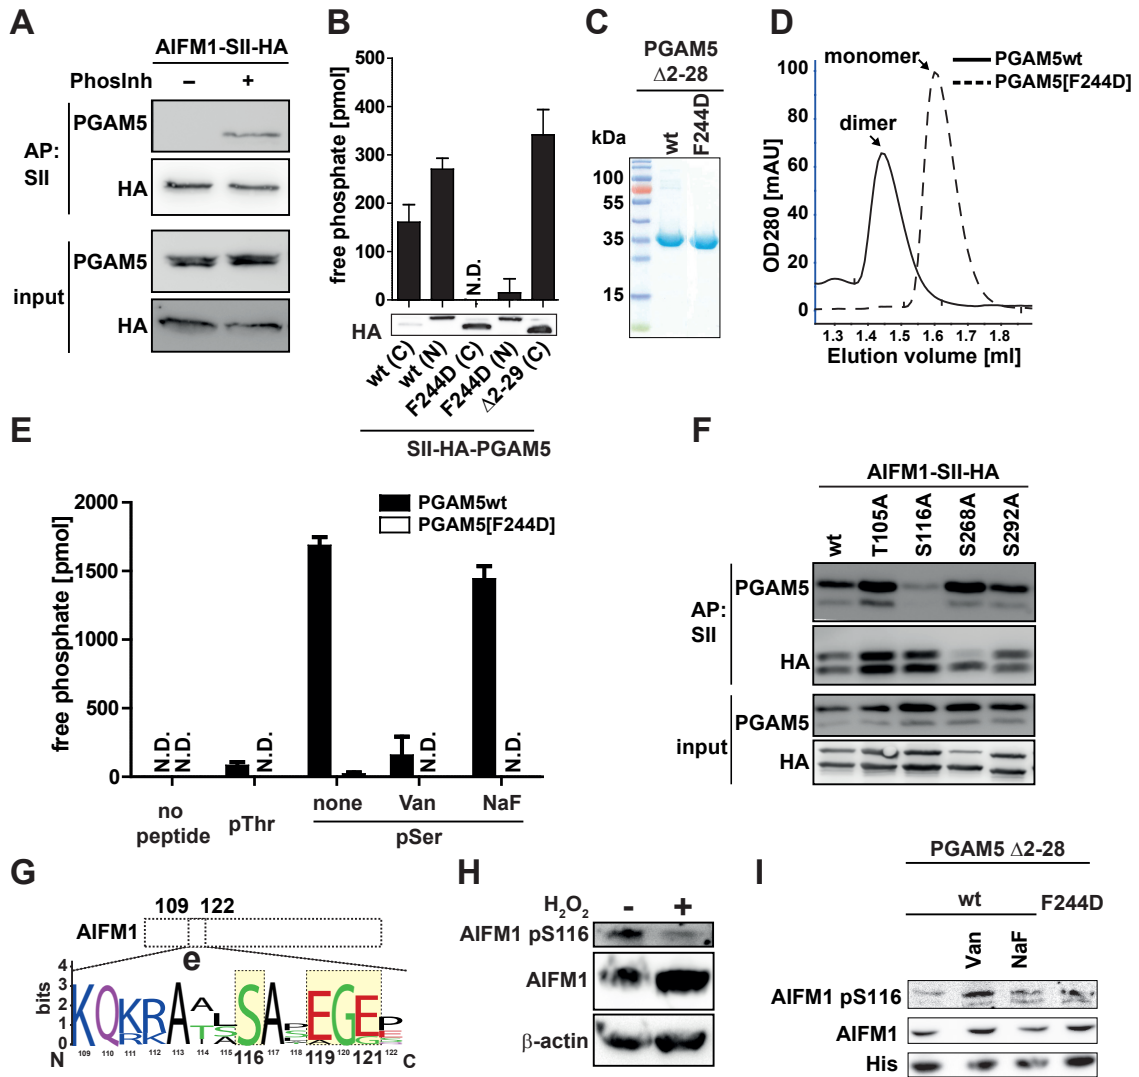 A
AIFM1-SII-HA
PhosInh – +
AP: SII
PGAM5
HA
input
PGAM5
HA
B
free phosphate [pmol]
500
400
300
200
100
0
N.D.
HA
wt (C)
wt (N)
F244D (C)
F244D (N)
Δ2-29 (C)
SII-HA-PGAM5
C
PGAM5
Δ2-28
kDa
wt
F244D
100
55
35
15
D
monomer
dimer
PGAM5wt
PGAM5[F244D]
OD280 [mAU]
100
80
60
40
20
0
1.3 1.4 1.5 1.6 1.7 1.8
Elution volume [ml]
E
PGAM5wt
PGAM5[F244D]
free phosphate [pmol]
2000
1500
1000
500
0
N.D.
N.D.
N.D.
N.D.
N.D.
no peptide
pThr
none
Van
NaF
pSer
F
AIFM1-SII-HA
wt
T105A
S116A
S268A
S292A
AP: SII
PGAM5
HA
input
PGAM5
HA
G
109 122
AIFM1
e
bits
4
3
2
1
0
KQKRA
SA
EGE
N 109 110 111 112 113 114 115 116 117 118 119 120 121 122 C
H
H₂O₂
- +
AIFM1 pS116
AIFM1
β-actin
I
PGAM5 Δ2-28
wt F244D
Van
NaF
AIFM1 pS116
AIFM1
His